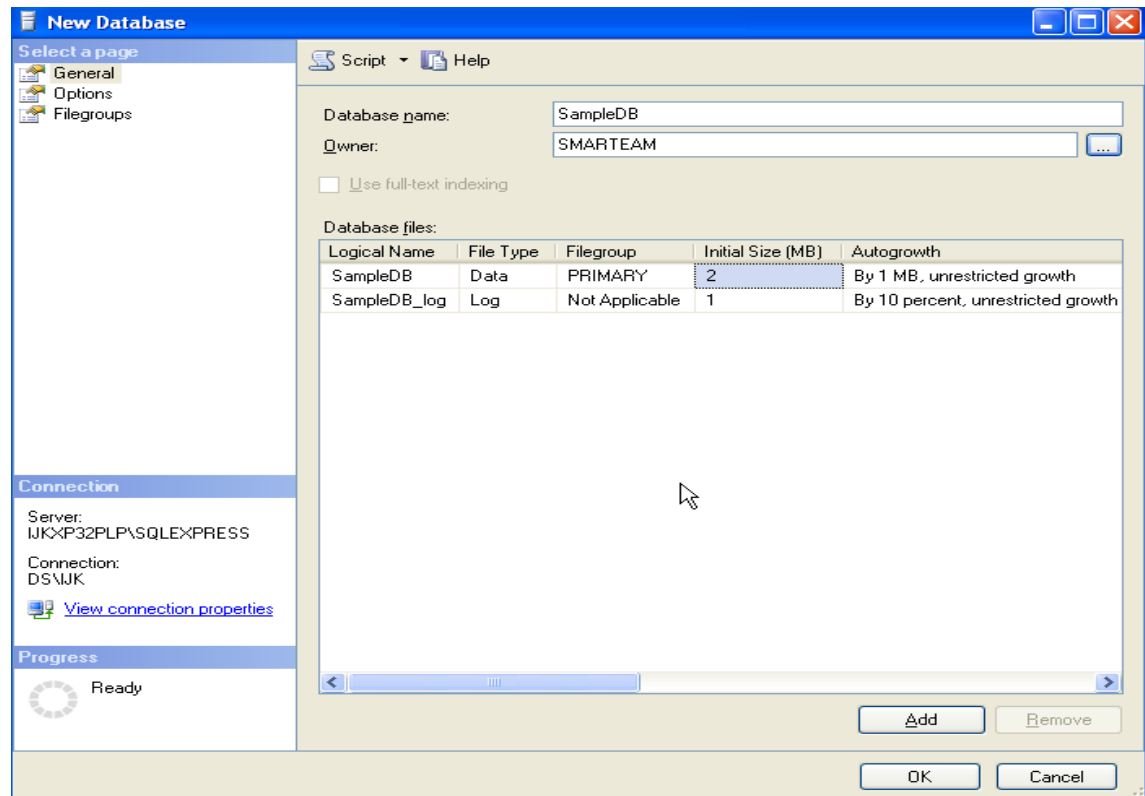 New Database
Select a page
General
Options
Filegroups
Script Help
Database name: SampleDB
Owner: SMARTEAM ...
Use full-text indexing
Database files:
Logical Name File Type Filegroup Initial Size (MB) Autogrowth
SampleDB Data PRIMARY 2 By 1 MB, unrestricted growth
SampleDB_log Log Not Applicable 1 By 10 percent, unrestricted growth
Connection
Server:
IJKXP32PLP\SQLEXPRESS
Connection:
DS\IJK
View connection properties
Progress
Ready
Add Remove
OK Cancel